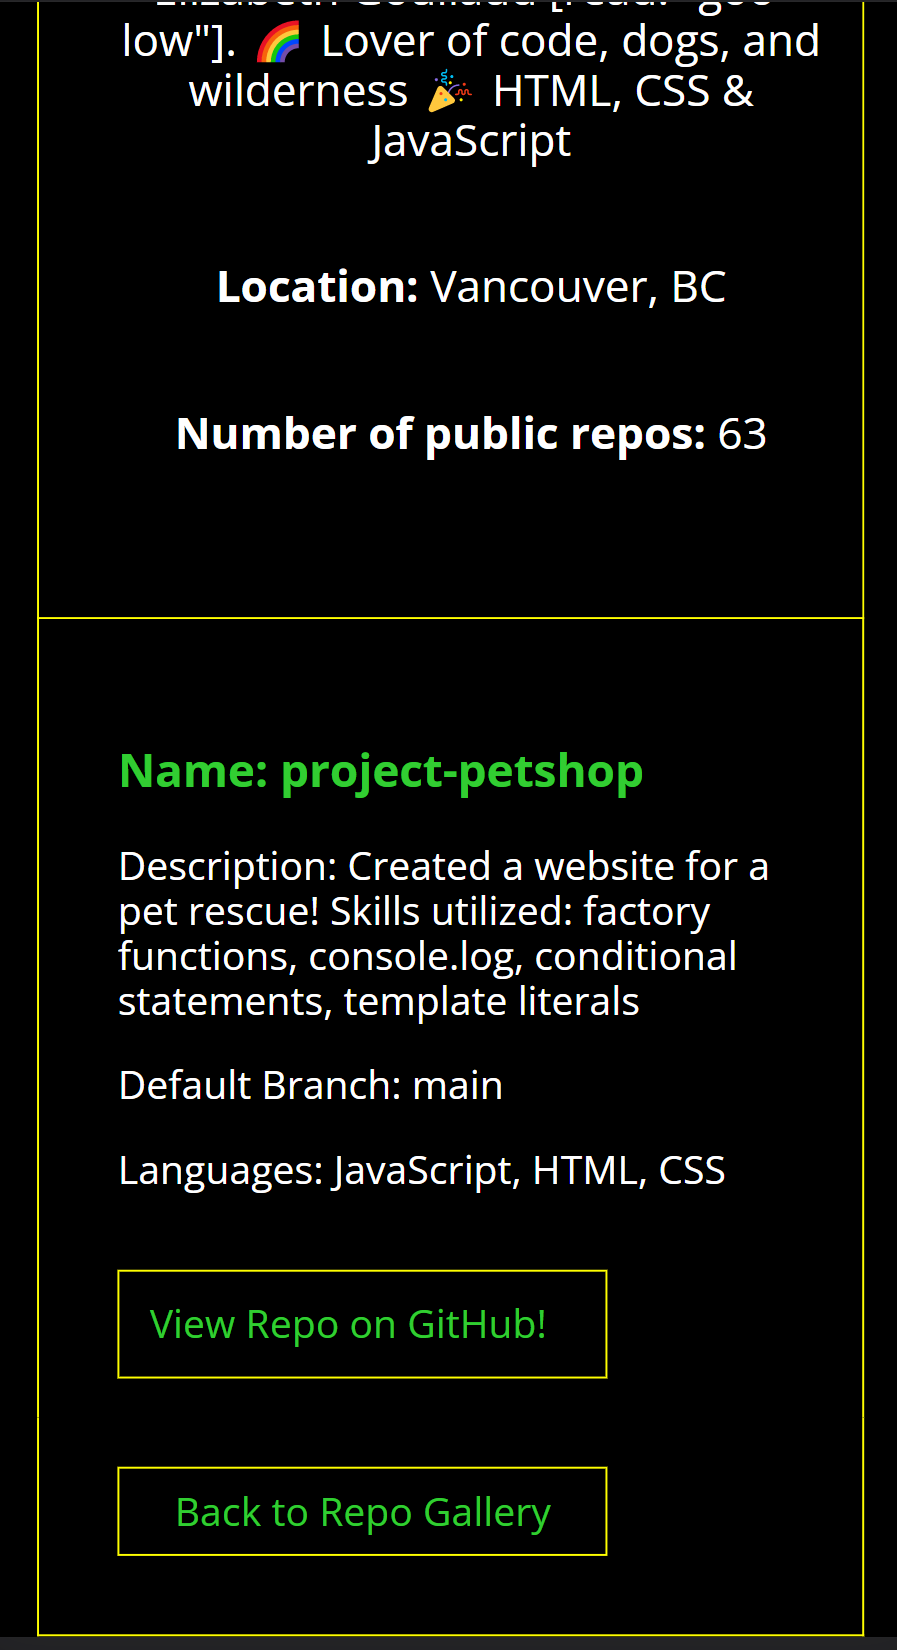 low"]. 🌈 Lover of code, dogs, and
wilderness 🎉 HTML, CSS &
JavaScript
Location: Vancouver, BC
Number of public repos: 63
Name: project-petshop
Description: Created a website for a
pet rescue! Skills utilized: factory
functions, console.log, conditional
statements, template literals
Default Branch: main
Languages: JavaScript, HTML, CSS
View Repo on GitHub!
Back to Repo Gallery